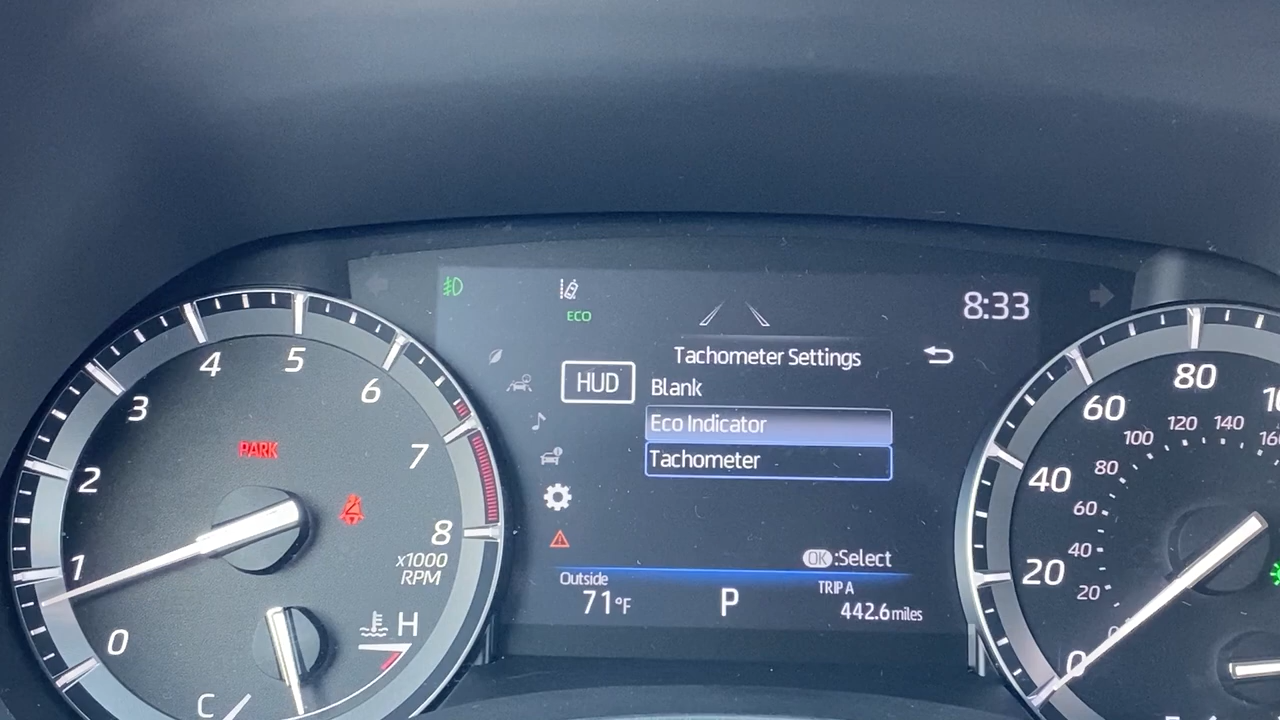 8:33
ECO
Tachometer Settings
HUD
Blank
Eco Indicator
Tachometer
OK :Select
Outside
71°F
P
TRIP A
442.6 miles
0
1
2
3
4
5
6
7
8
x1000
RPM
PARK
C
H
0
20
40
60
80
20
40
60
80
100
120
140